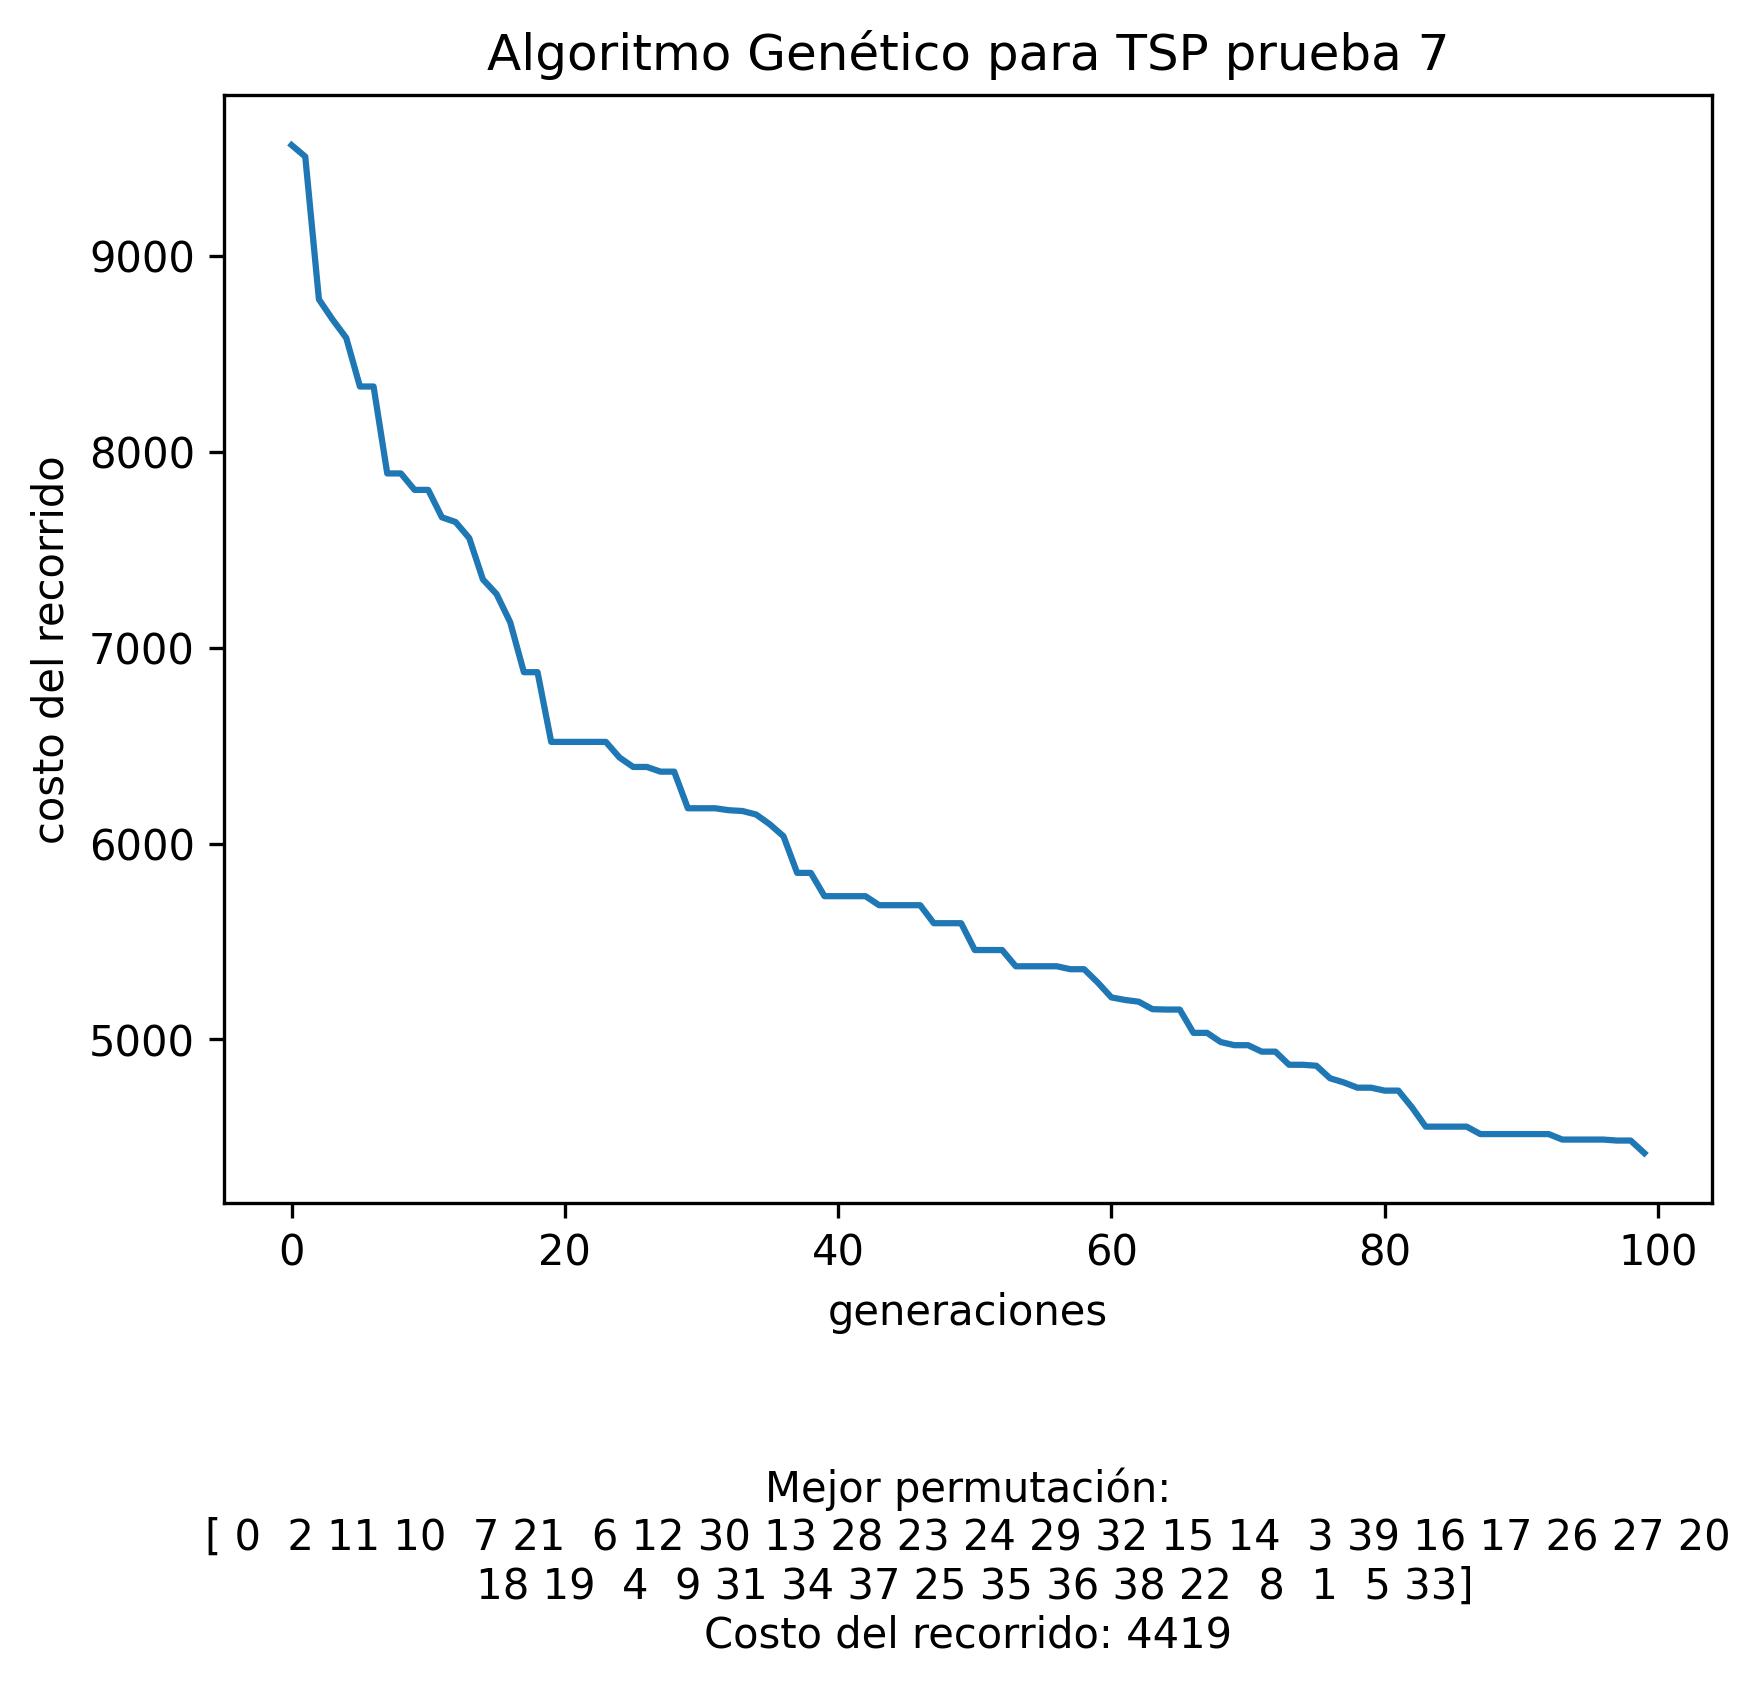 Algoritmo Genético para TSP prueba 7
costo del recorrido
9000
8000
7000
6000
5000
0 20 40 60 80 100
generaciones
Mejor permutación:
[ 0  2 11 10  7 21  6 12 30 13 28 23 24 29 32 15 14  3 39 16 17 26 27 20
18 19  4  9 31 34 37 25 35 36 38 22  8  1  5 33]
Costo del recorrido: 4419